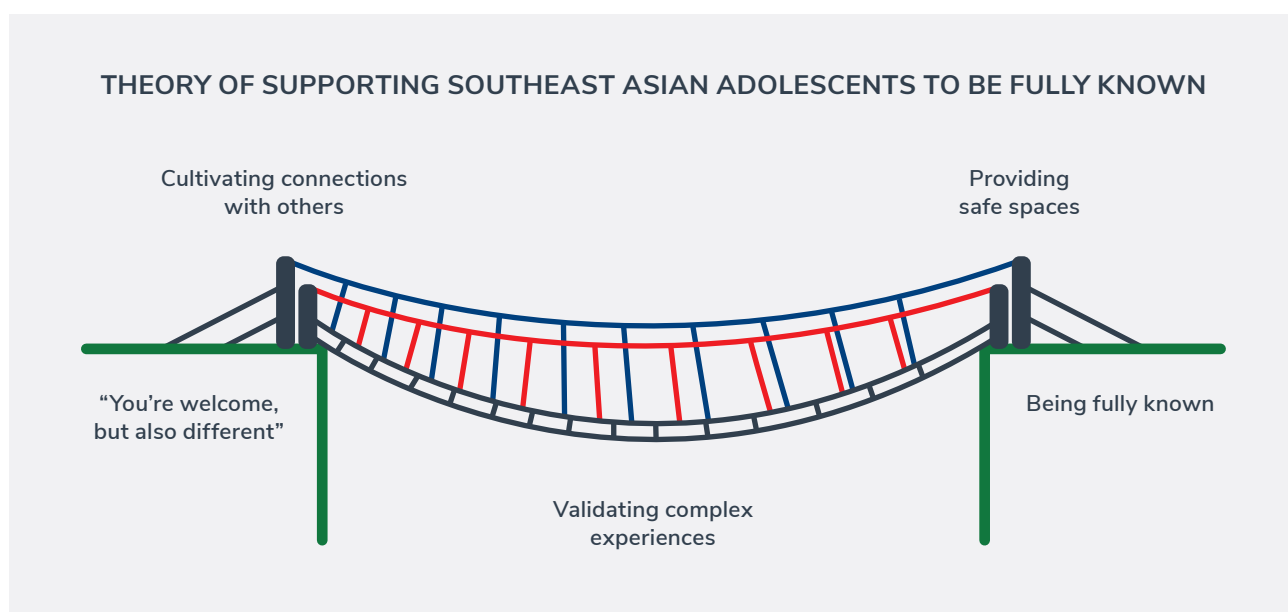 THEORY OF SUPPORTING SOUTHEAST ASIAN ADOLESCENTS TO BE FULLY KNOWN
Cultivating connections
with others
Providing
safe spaces
“You’re welcome,
but also different”
Being fully known
Validating complex
experiences